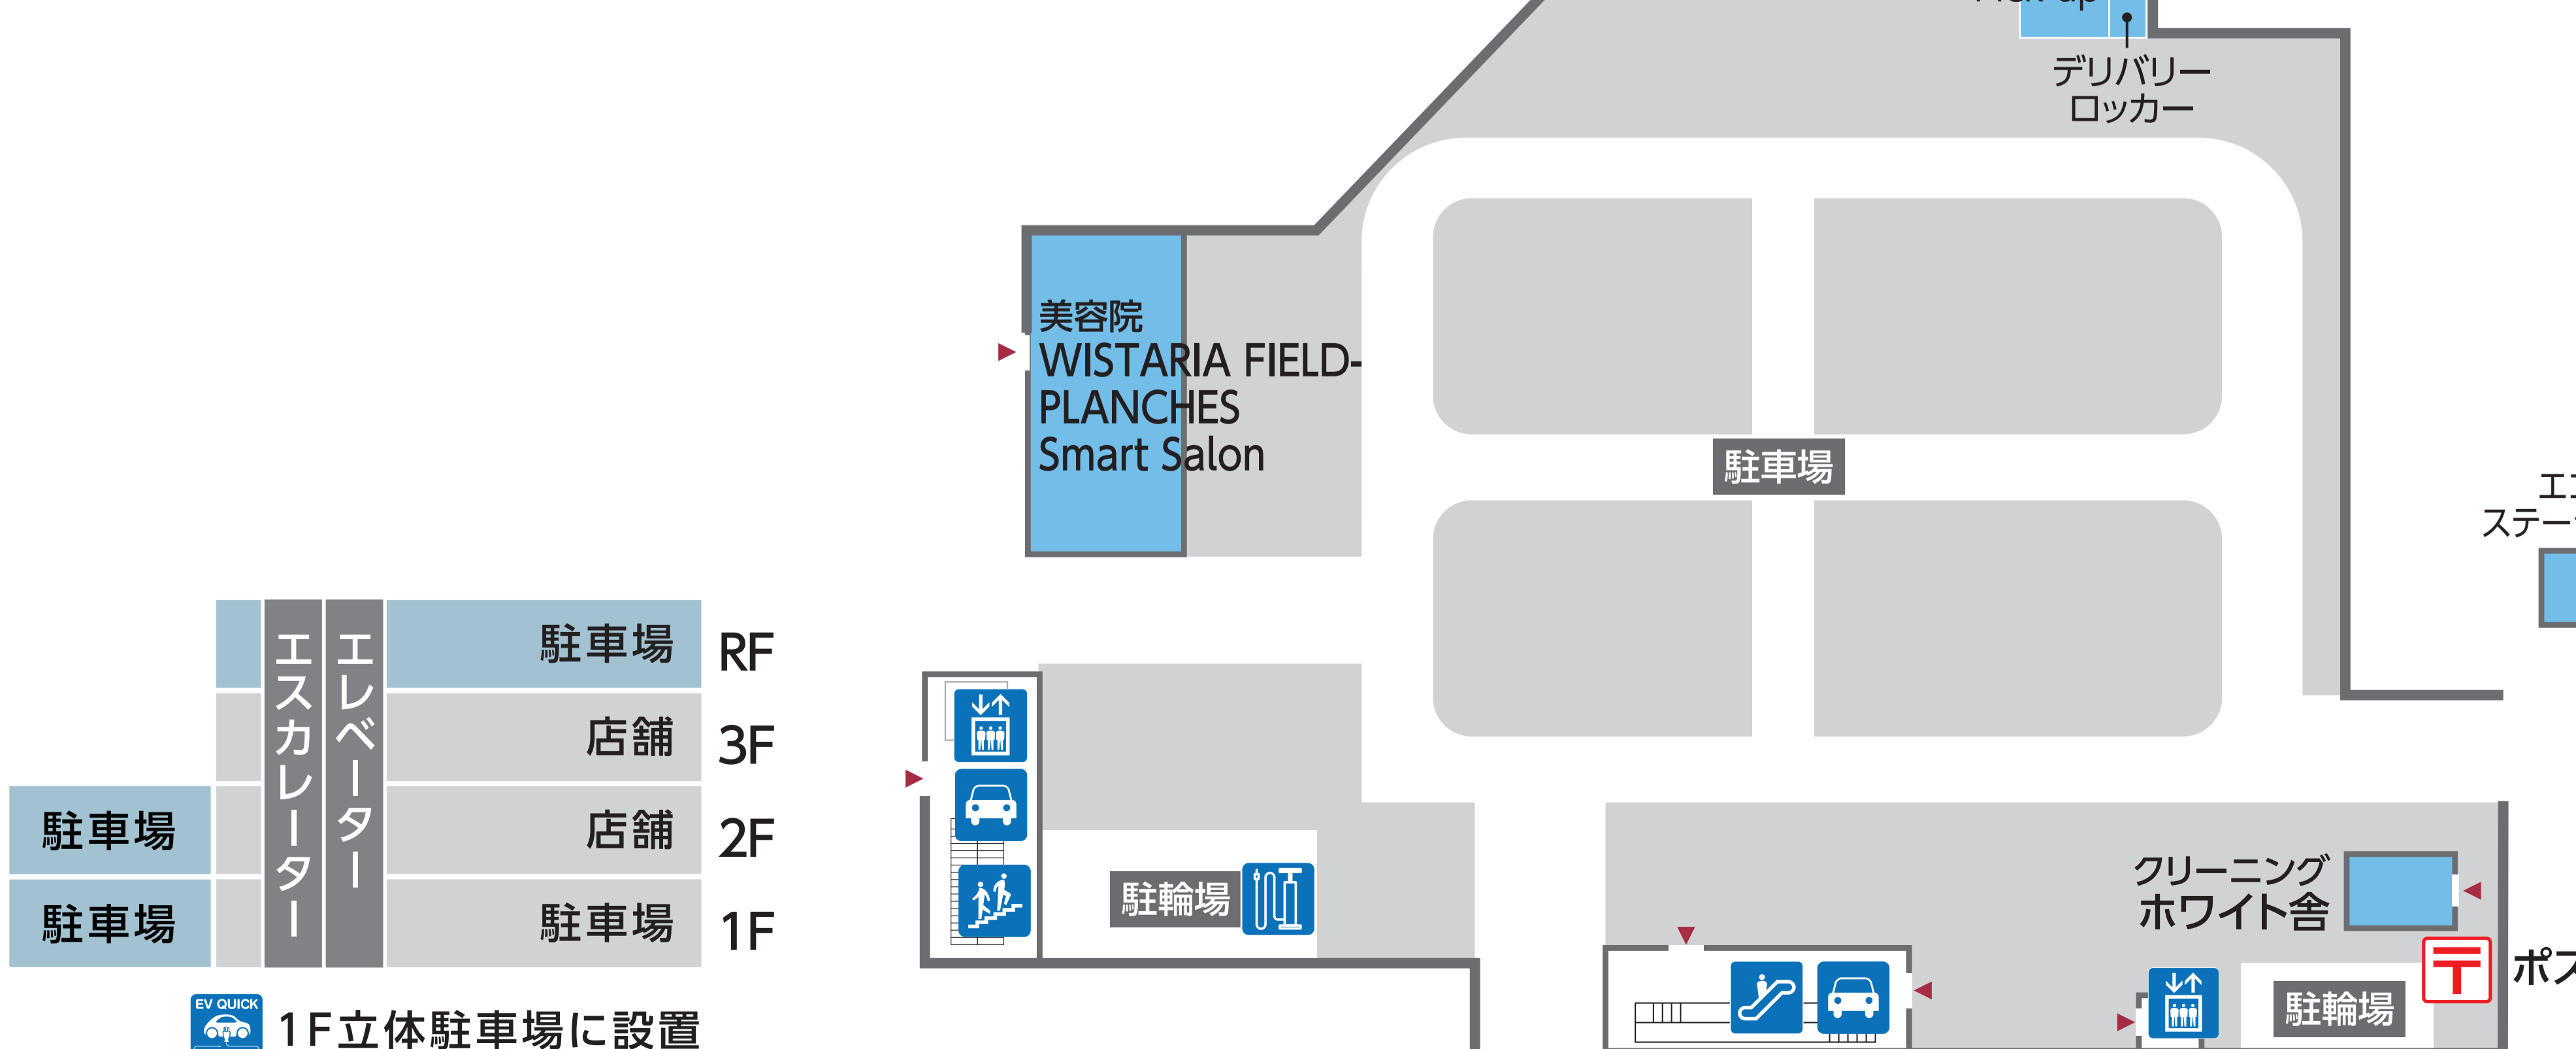 デリバリー
ロッカー
美容院
WISTARIA FIELD-
PLANCHES
Smart Salon
駐車場
駐輪場
クリーニング
ホワイト舎
駐輪場
エスカレーター
エレベーター
駐車場 RF
店舗 3F
駐車場 店舗 2F
駐車場 駐車場 1F
EV QUICK
1F立体駐車場に設置